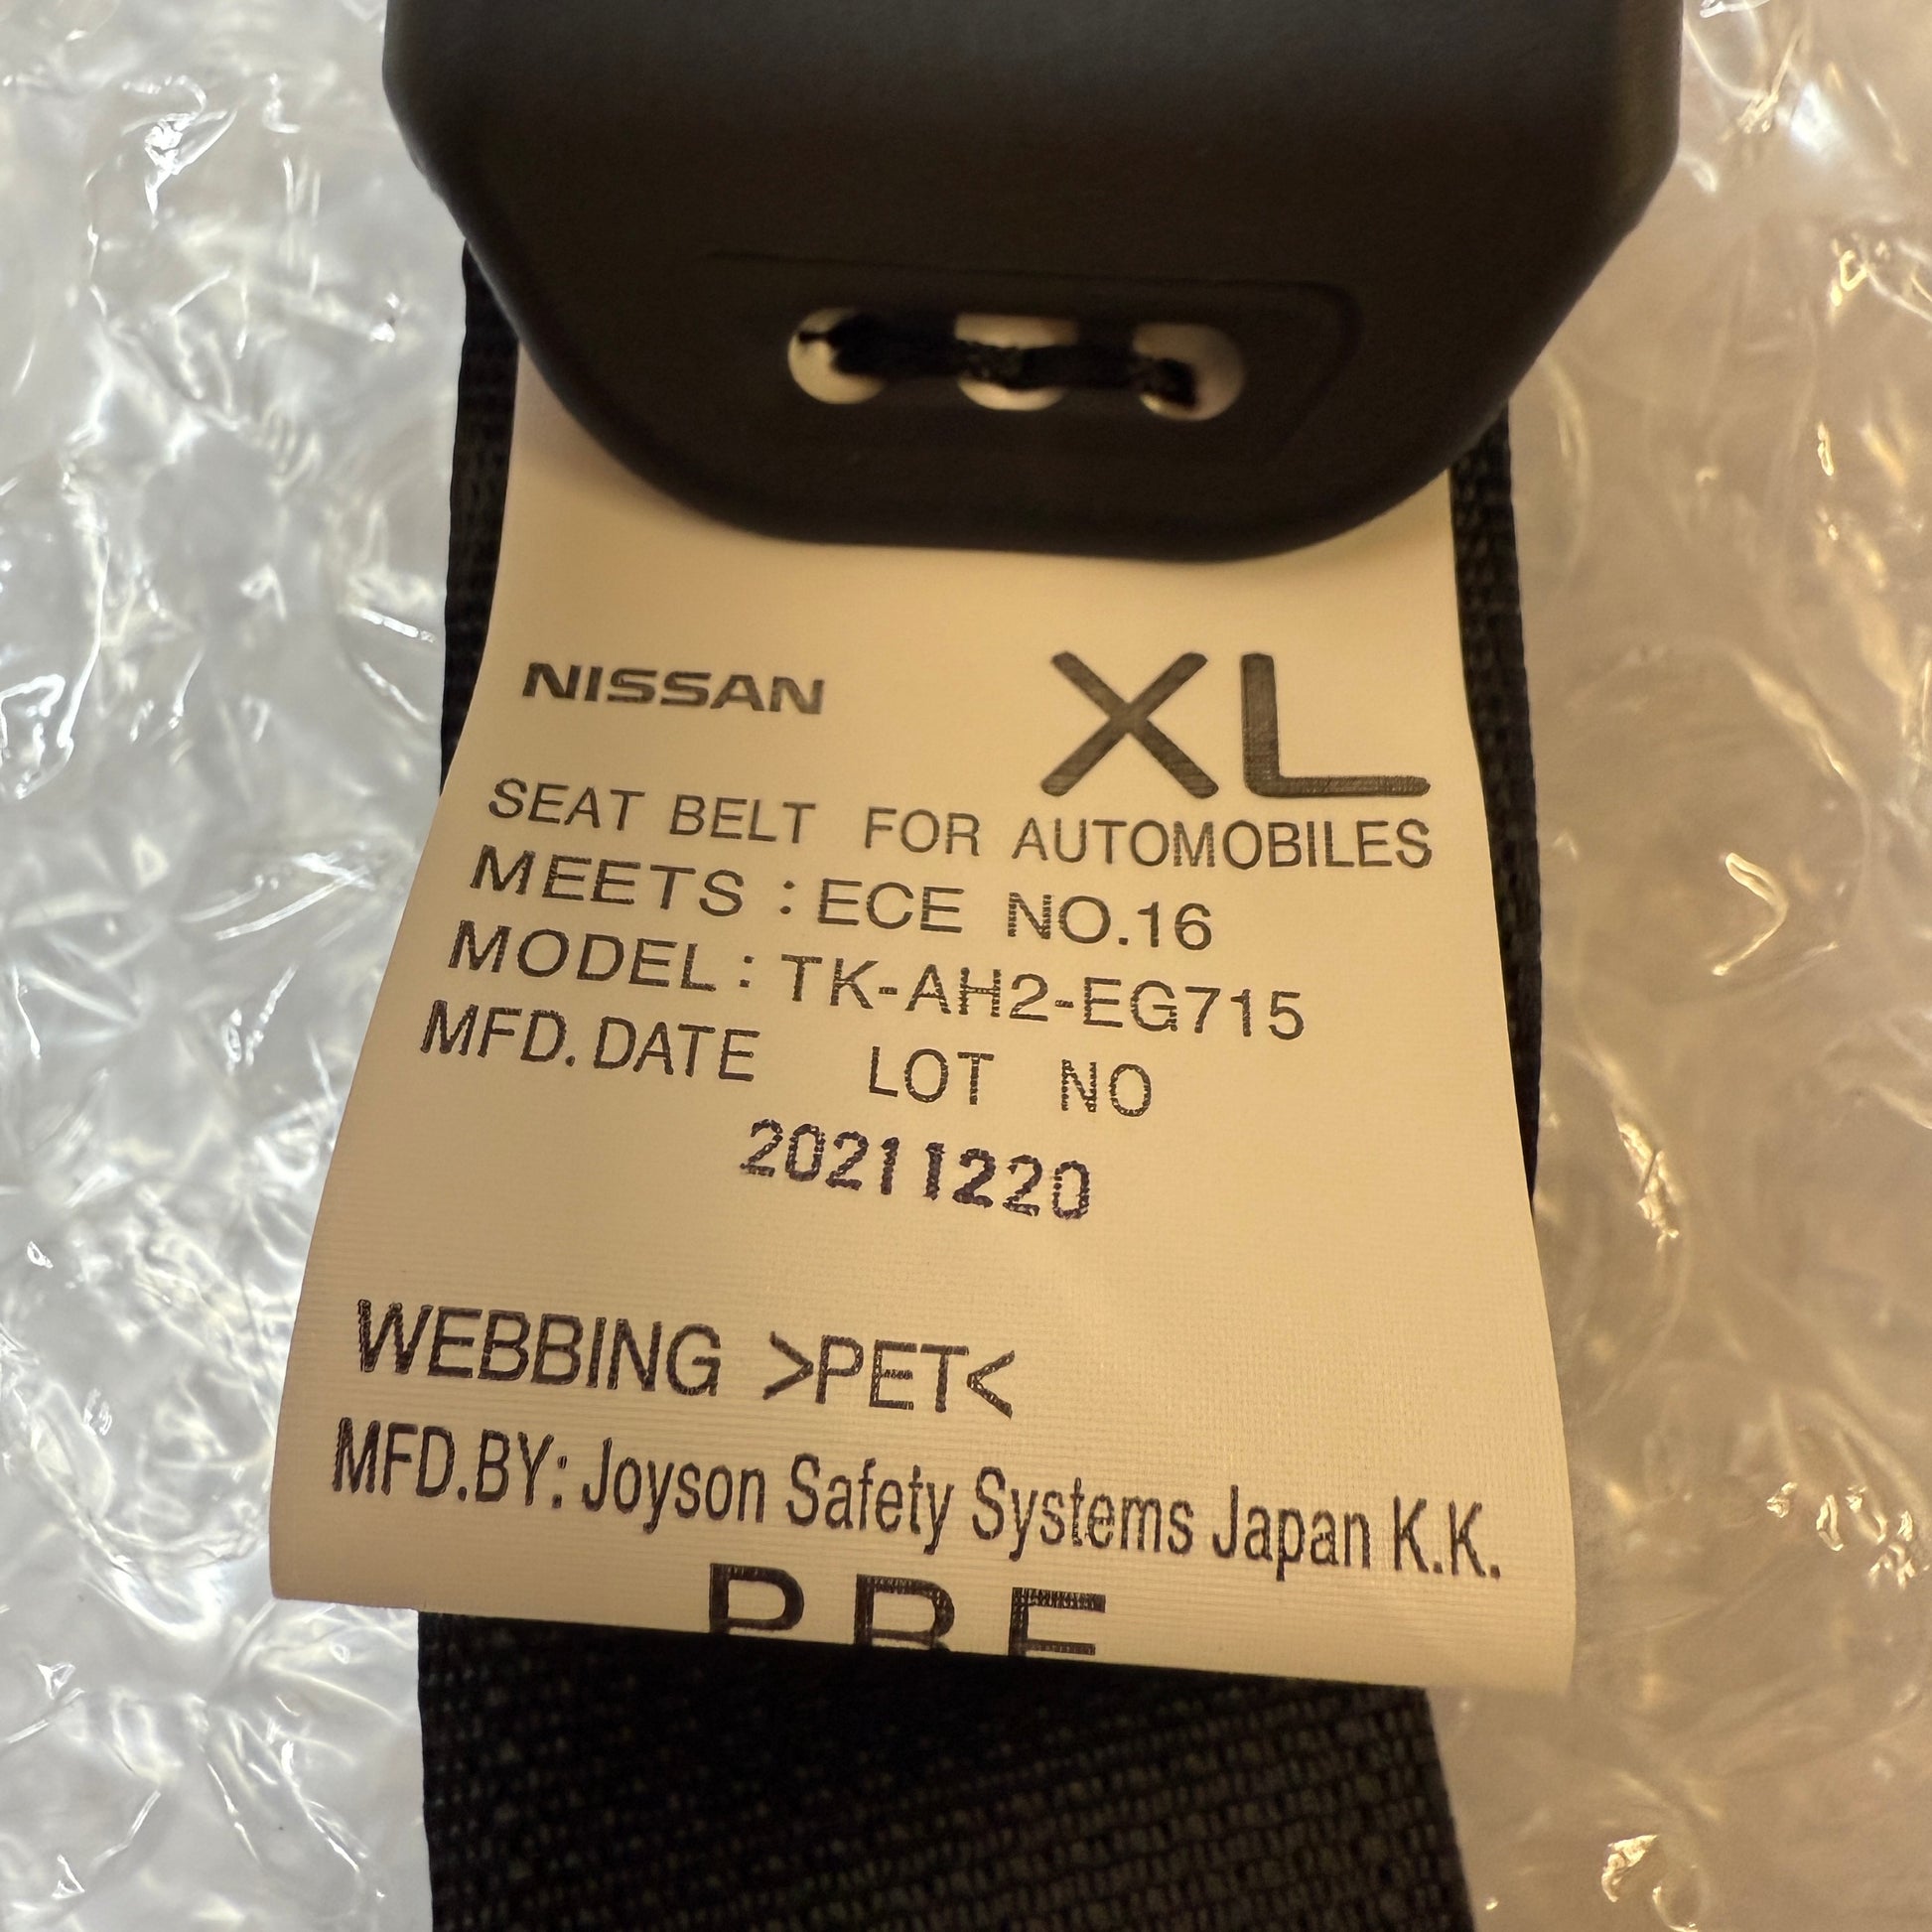 NISSAN XL
SEAT BELT FOR AUTOMOBILES
MEETS : ECE NO.16
MODEL : TK-AH2-EG715
MFD. DATE LOT NO
20211220
WEBBING >PET<
MFD.BY: Joyson Safety Systems Japan K.K.